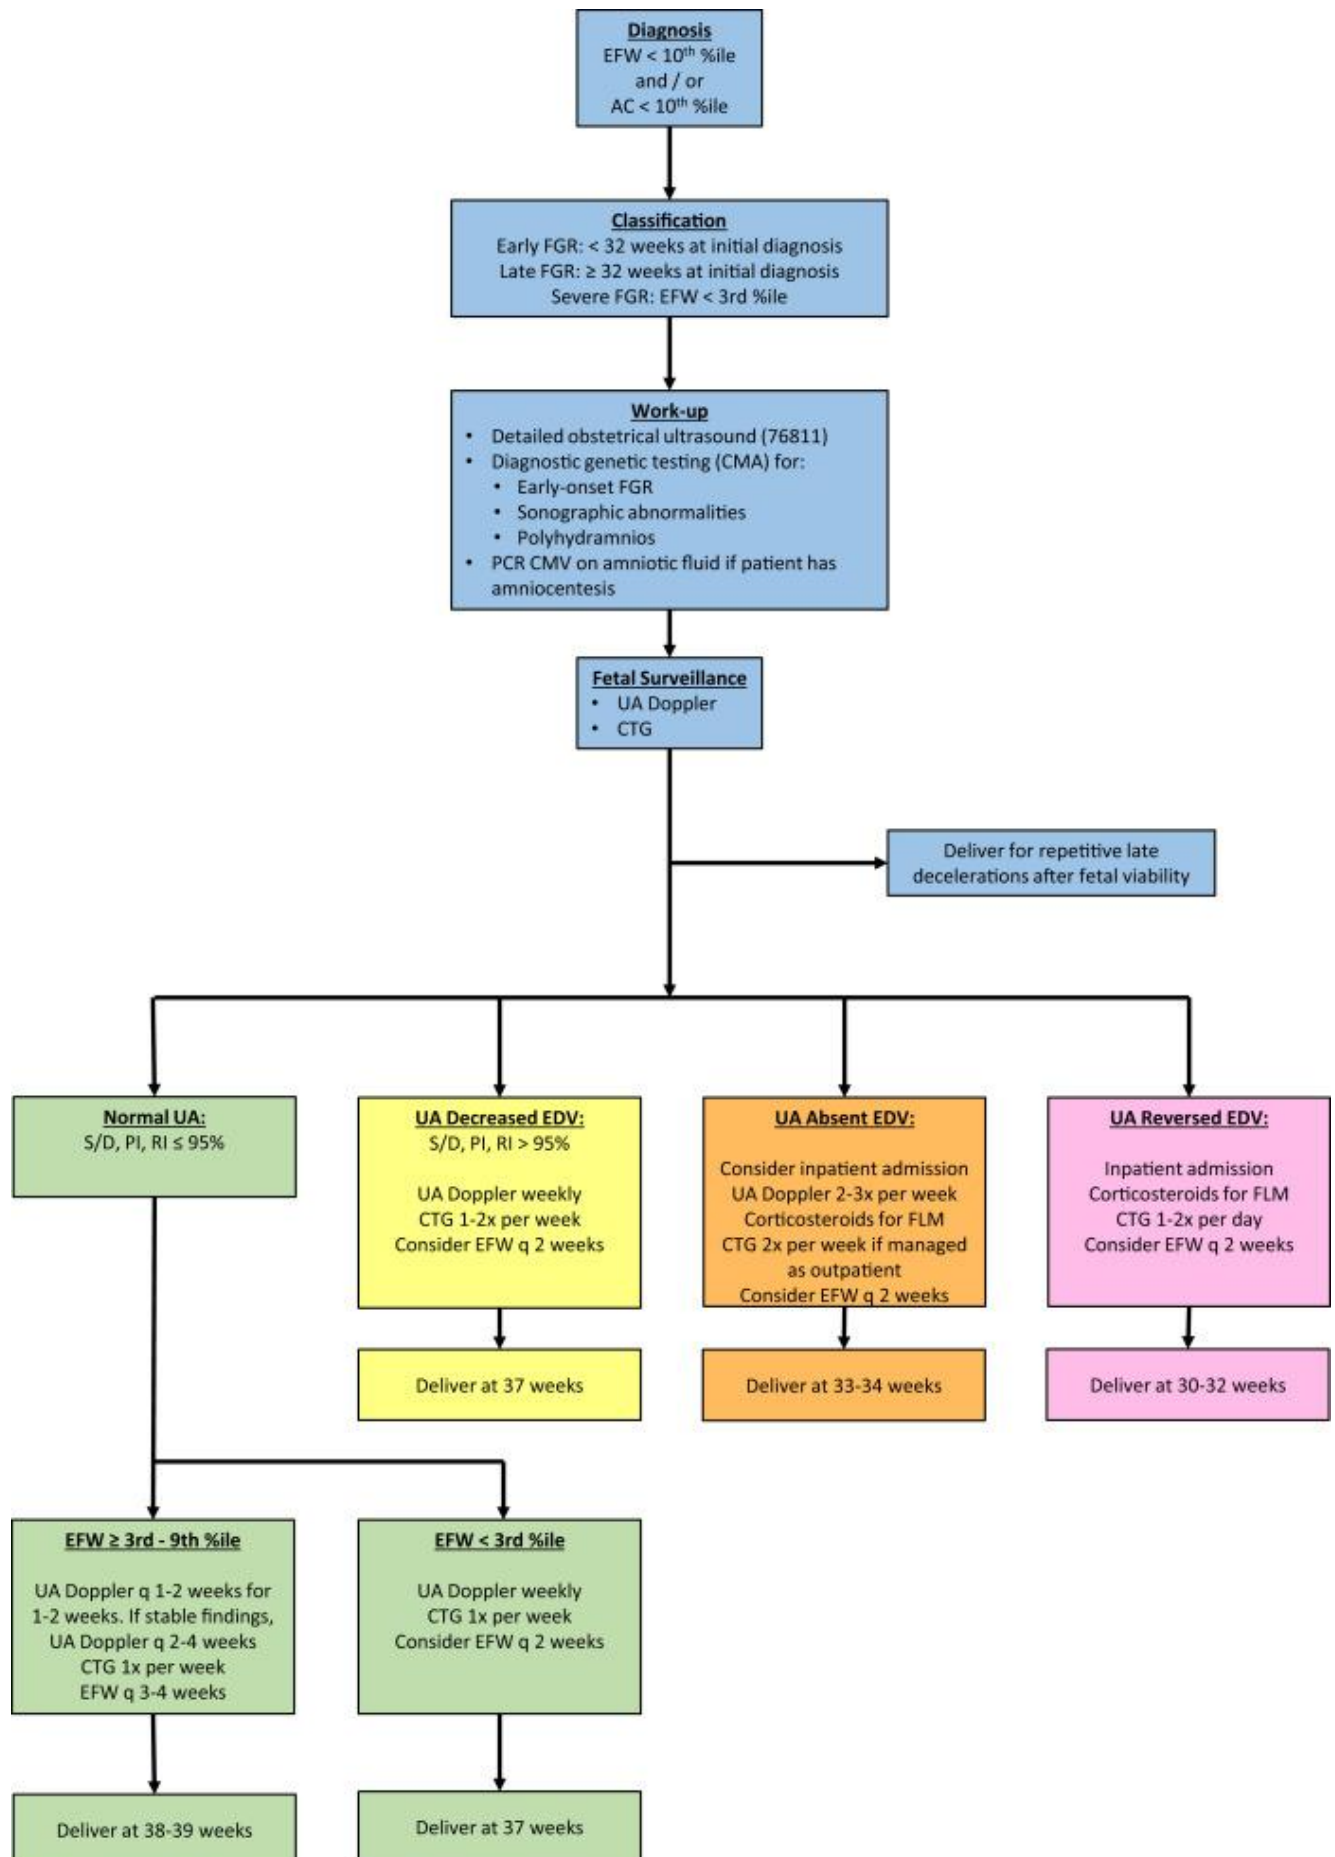 Diagnosis
EFW < 10th %ile
and / or
AC < 10th %ile
Classification
Early FGR: < 32 weeks at initial diagnosis
Late FGR: ≥ 32 weeks at initial diagnosis
Severe FGR: EFW < 3rd %ile
Work-up
• Detailed obstetrical ultrasound (76811)
• Diagnostic genetic testing (CMA) for:
• Early-onset FGR
• Sonographic abnormalities
• Polyhydramnios
• PCR CMV on amniotic fluid if patient has
amniocentesis
Fetal Surveillance
• UA Doppler
• CTG
Deliver for repetitive late
decelerations after fetal viability
Normal UA:
S/D, PI, RI ≤ 95%
UA Decreased EDV:
S/D, PI, RI > 95%
UA Doppler weekly
CTG 1-2x per week
Consider EFW q 2 weeks
UA Absent EDV:
Consider inpatient admission
UA Doppler 2-3x per week
Corticosteroids for FLM
CTG 2x per week if managed
as outpatient
Consider EFW q 2 weeks
UA Reversed EDV:
Inpatient admission
Corticosteroids for FLM
CTG 1-2x per day
Consider EFW q 2 weeks
Deliver at 37 weeks
Deliver at 33-34 weeks
Deliver at 30-32 weeks
EFW ≥ 3rd - 9th %ile
UA Doppler q 1-2 weeks for
1-2 weeks. If stable findings,
UA Doppler q 2-4 weeks
CTG 1x per week
EFW q 3-4 weeks
EFW < 3rd %ile
UA Doppler weekly
CTG 1x per week
Consider EFW q 2 weeks
Deliver at 38-39 weeks
Deliver at 37 weeks